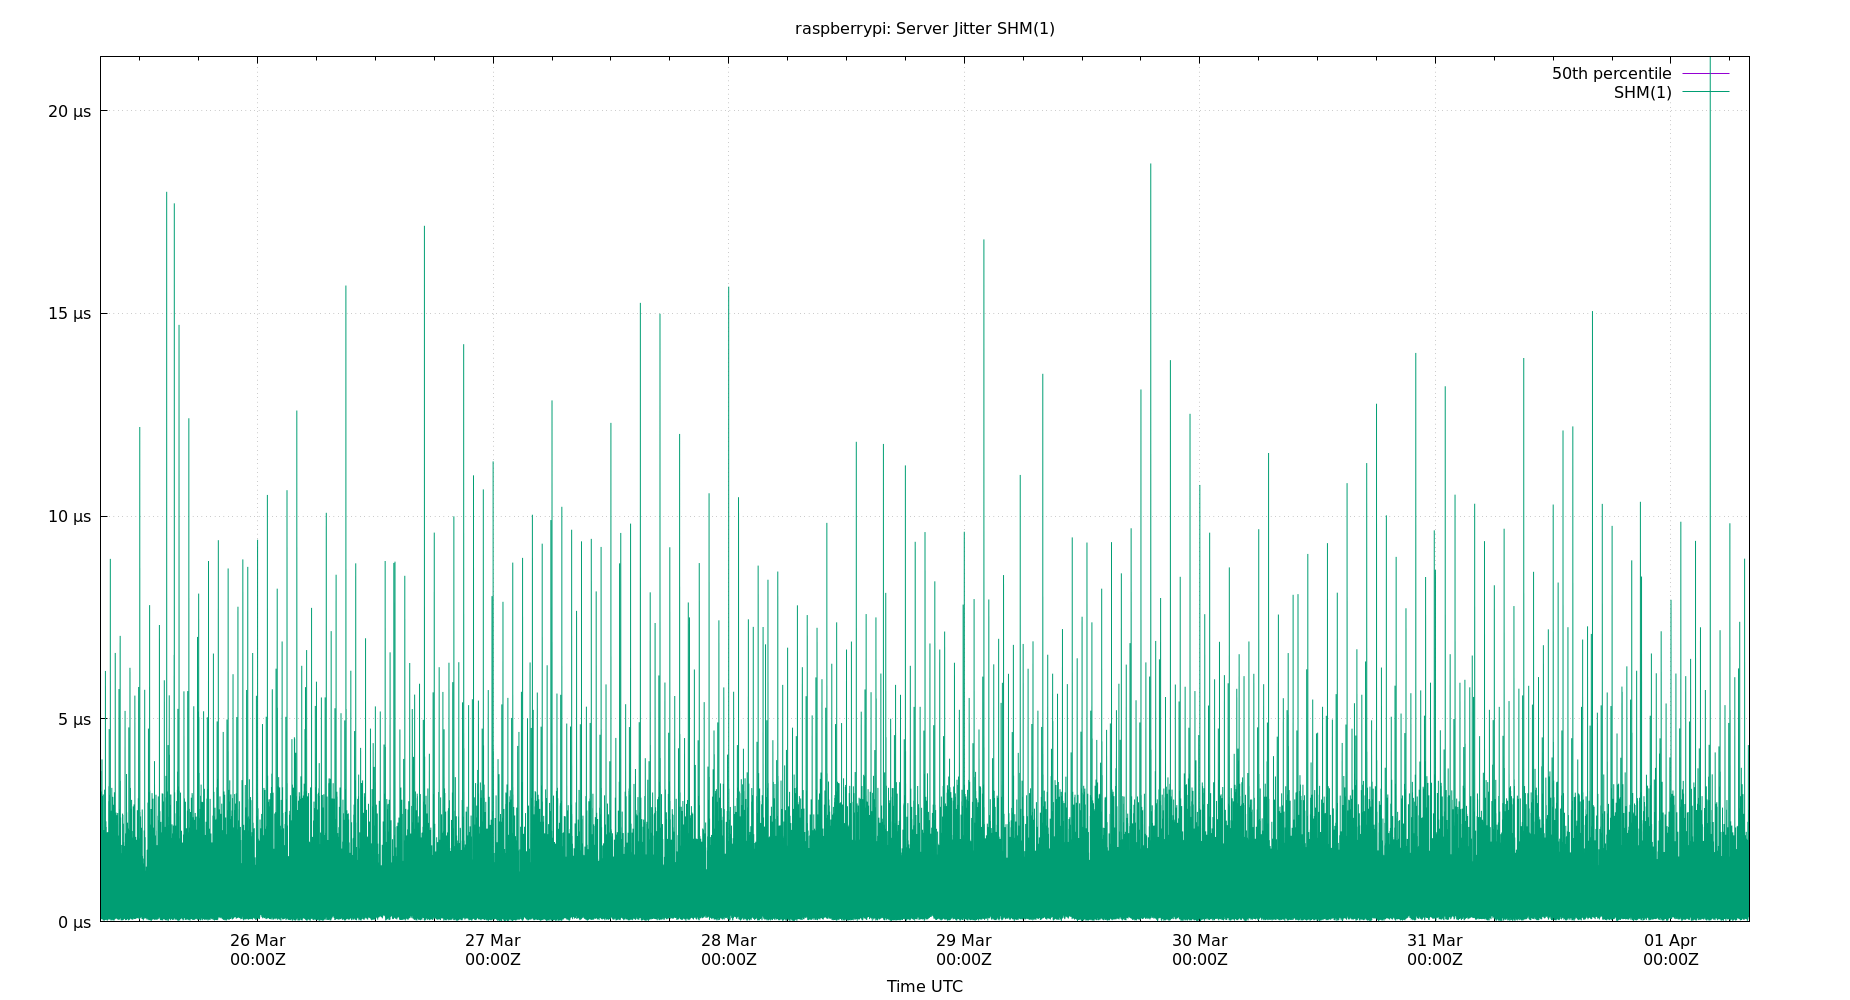 raspberrypi: Server Jitter SHM(1)
50th percentile
SHM(1)
20 µs
15 µs
10 µs
5 µs
0 µs
26 Mar 27 Mar 28 Mar 29 Mar 30 Mar 31 Mar 01 Apr
00:00Z 00:00Z 00:00Z 00:00Z 00:00Z 00:00Z 00:00Z
Time UTC